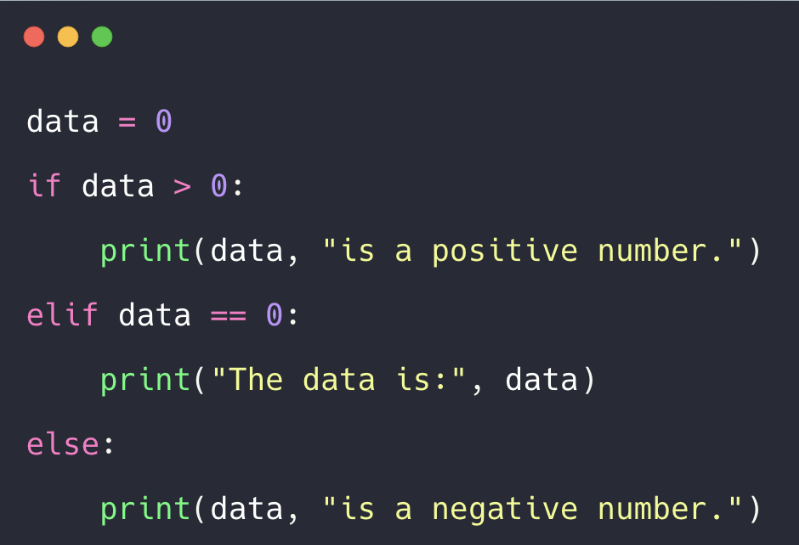 data = 0
if data > 0:
    print(data, "is a positive number.")
elif data == 0:
    print("The data is:", data)
else:
    print(data, "is a negative number.")